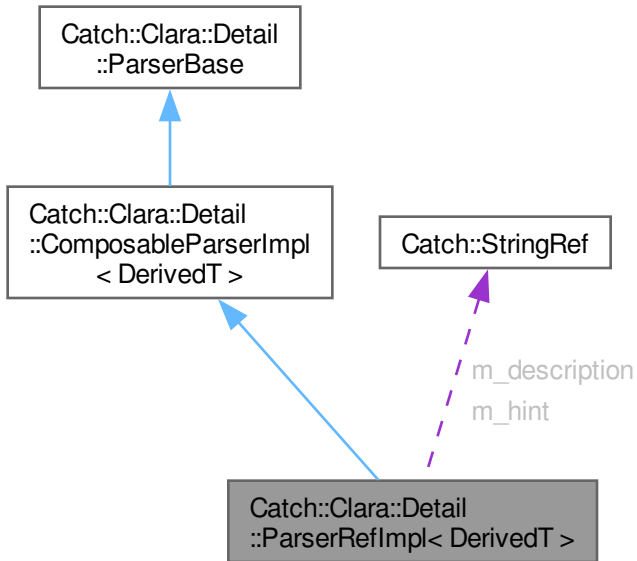 Catch::Clara::Detail
::ParserBase
Catch::Clara::Detail
::ComposableParserImpl
< DerivedT >
Catch::StringRef
m_description
m_hint
Catch::Clara::Detail
::ParserRefImpl< DerivedT >